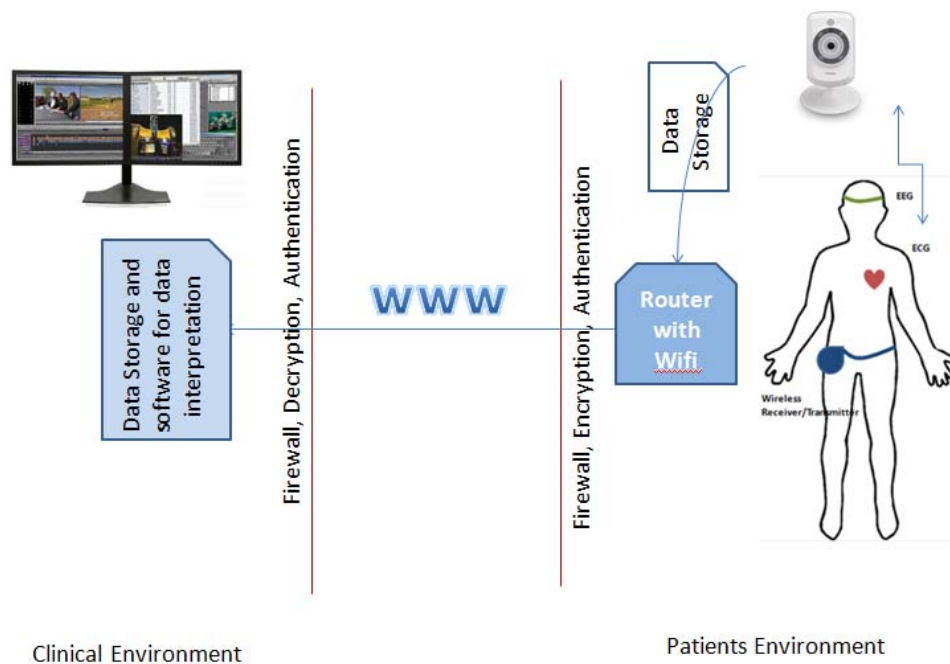 Data Storage and
software for data
interpretation
Firewall, Decryption, Authentication
WWW
Firewall, Encryption, Authentication
Data
Storage
Router
with
Wifi
EEG
ECG
Wireless
Receiver/Transmitter
Clinical Environment
Patients Environment